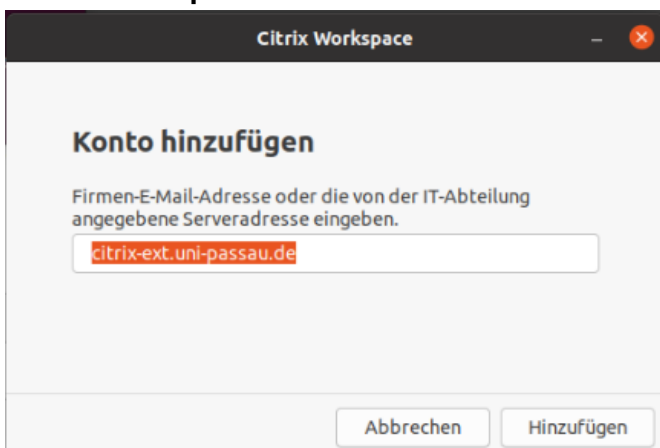 Citrix Workspace
Konto hinzufügen
Firmen-E-Mail-Adresse oder die von der IT-Abteilung
angegebene Serveradresse eingeben.
citrix-ext.uni-passau.de
Abbrechen
Hinzufügen